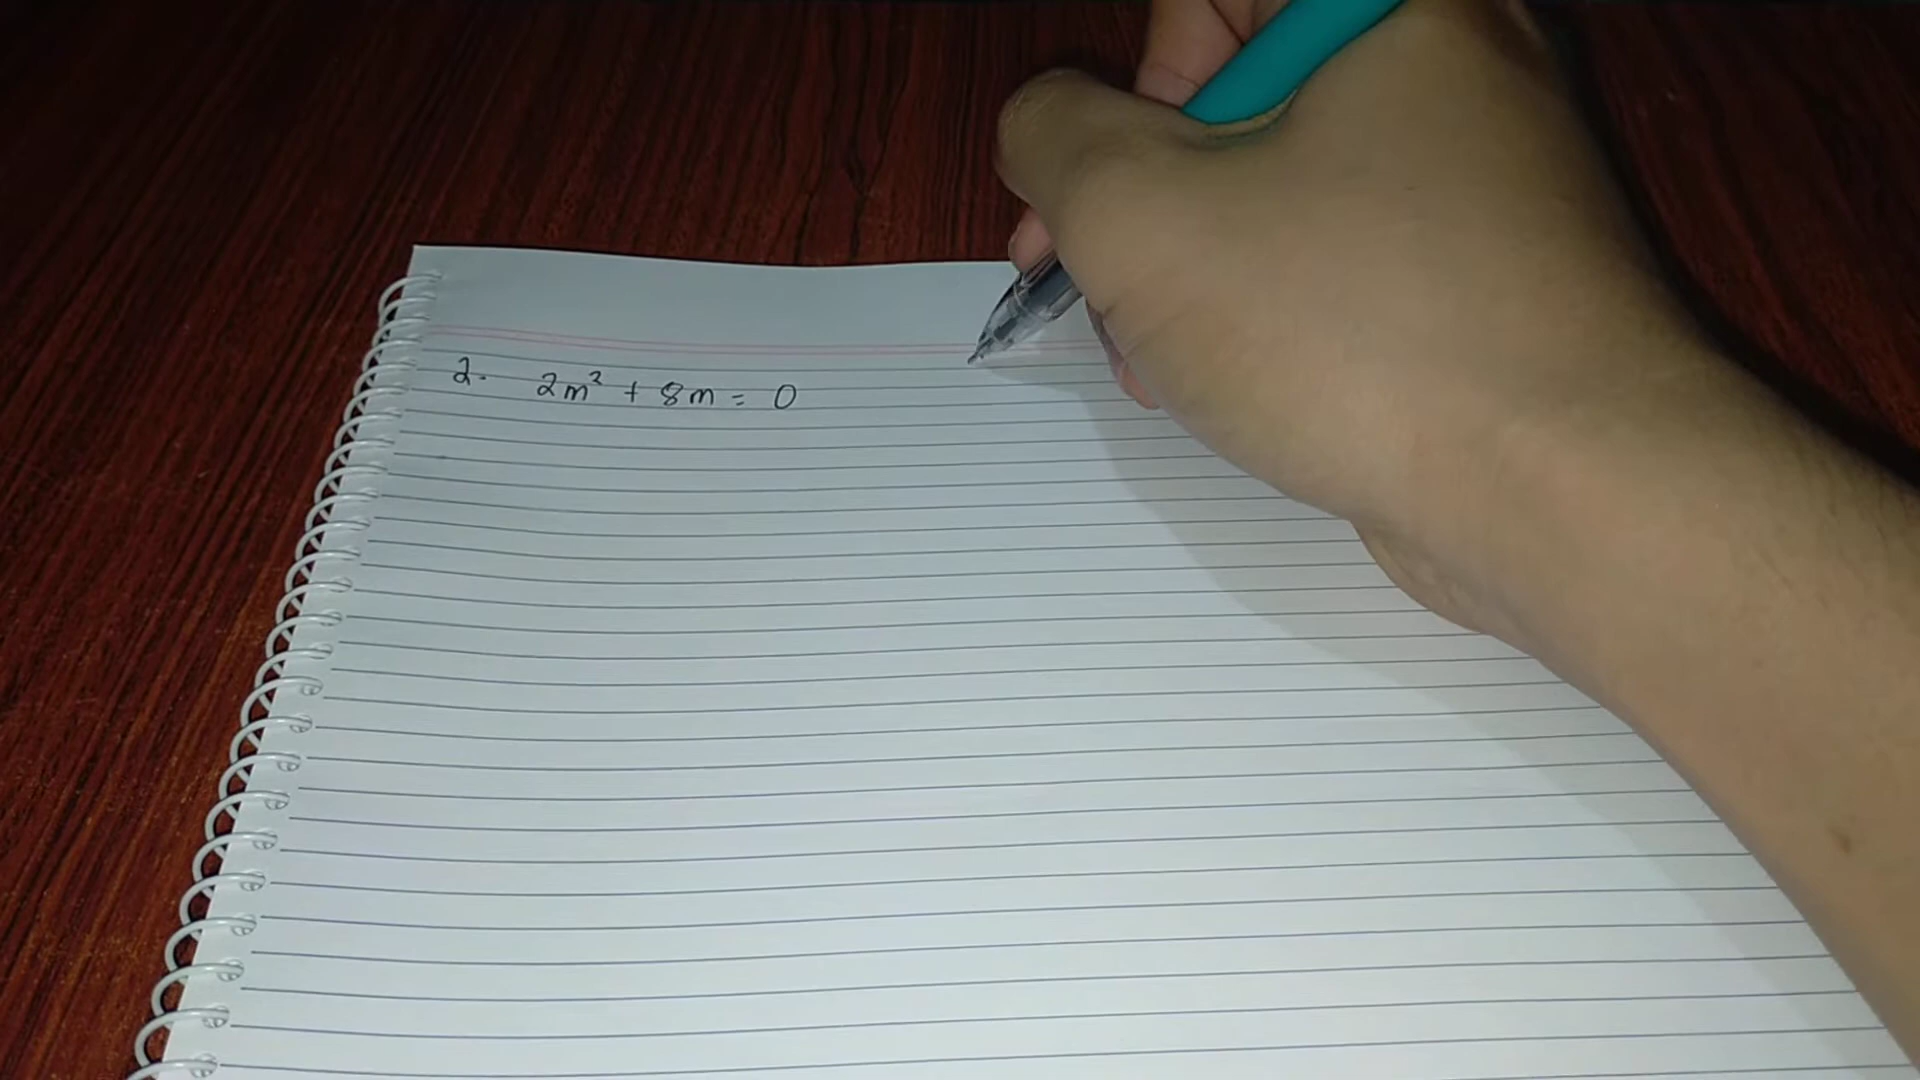 2. 2m² + 8m = 0